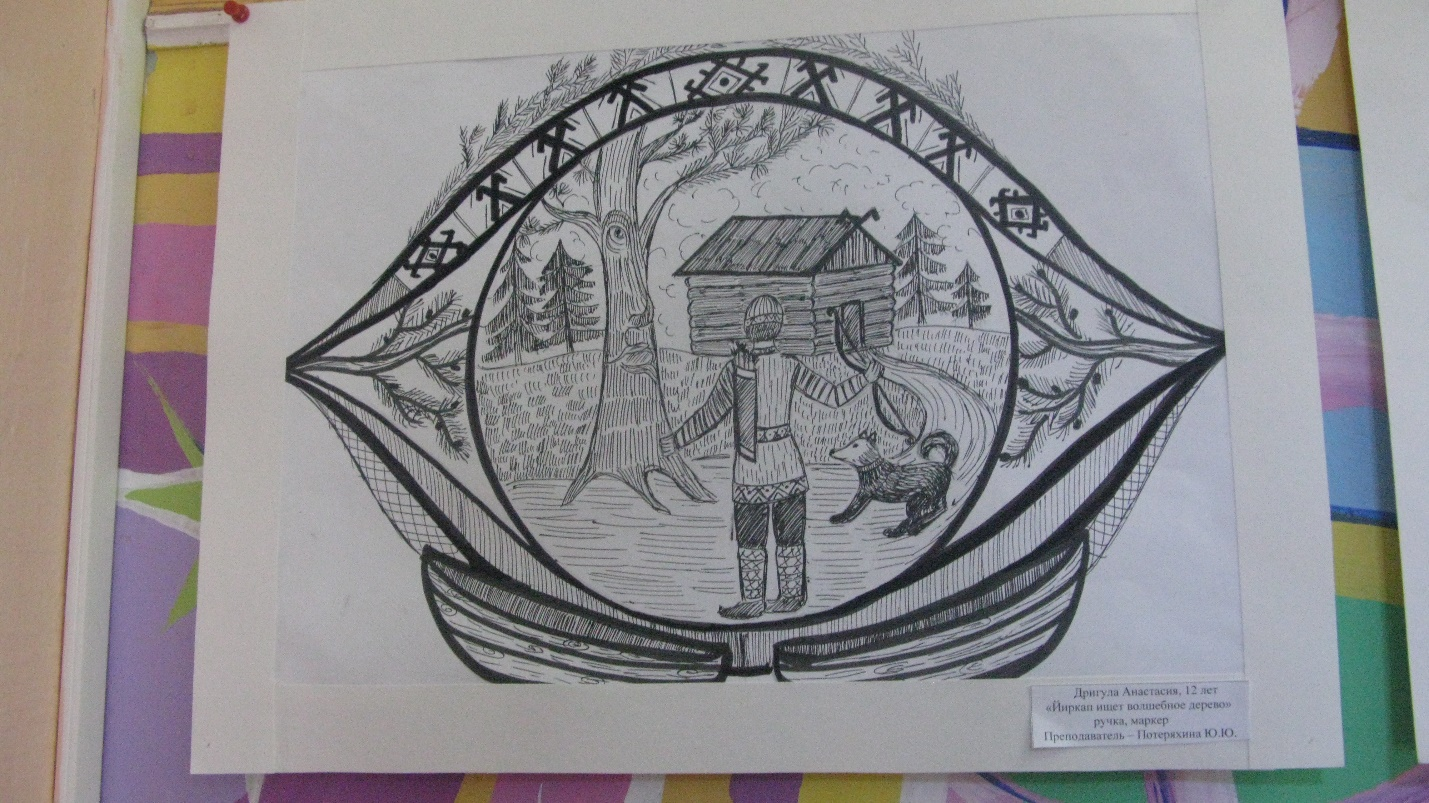 Дригула Анастасия, 12 лет
«Йиркап ищет волшебное дерево»
ручка, маркер
Преподаватель – Потеряхина Ю.Ю.